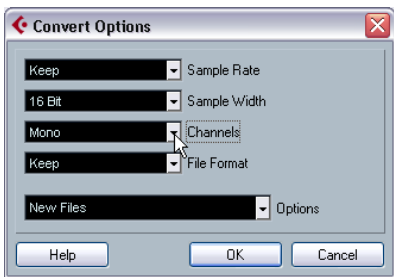 Convert Options
Keep Sample Rate
16 Bit Sample Width
Mono Channels
Keep File Format
New Files Options
Help OK Cancel